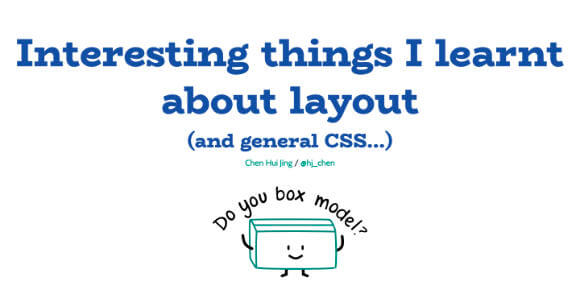 Interesting things I learnt
about layout
(and general CSS...)
Chen Hui Jing / @hj_chen
Do you box model?